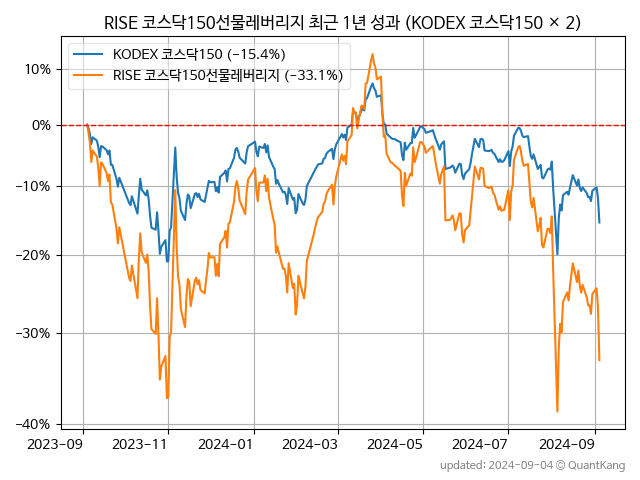 RISE 코스닥150선물레버리지 최근 1년 성과 (KODEX 코스닥150 × 2)
KODEX 코스닥150 (−15.4%)
RISE 코스닥150선물레버리지 (−33.1%)
10%
0%
−10%
−20%
−30%
−40%
2023-09 2023-11 2024-01 2024-03 2024-05 2024-07 2024-09
updated: 2024-09-04 © QuantKang